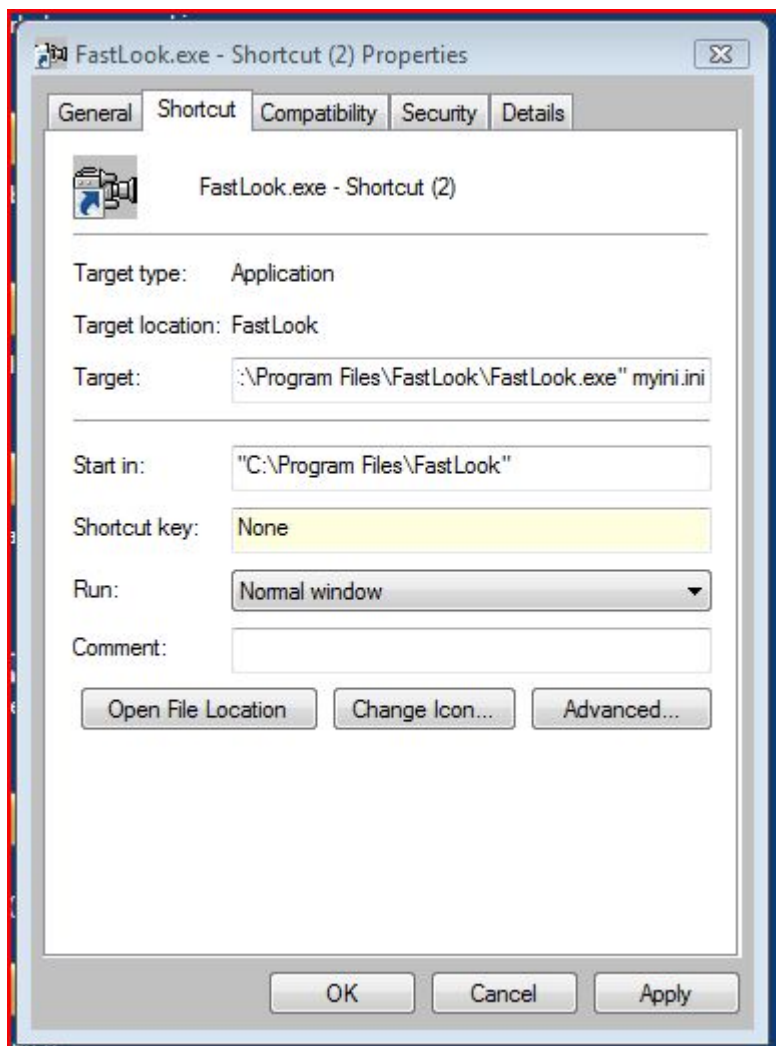 FastLook.exe - Shortcut (2) Properties
General Shortcut Compatibility Security Details
FastLook.exe - Shortcut (2)
Target type: Application
Target location: FastLook
Target: :\Program Files\FastLook\FastLook.exe" myini.ini
Start in: "C:\Program Files\FastLook"
Shortcut key: None
Run: Normal window
Comment:
Open File Location Change Icon... Advanced...
OK Cancel Apply